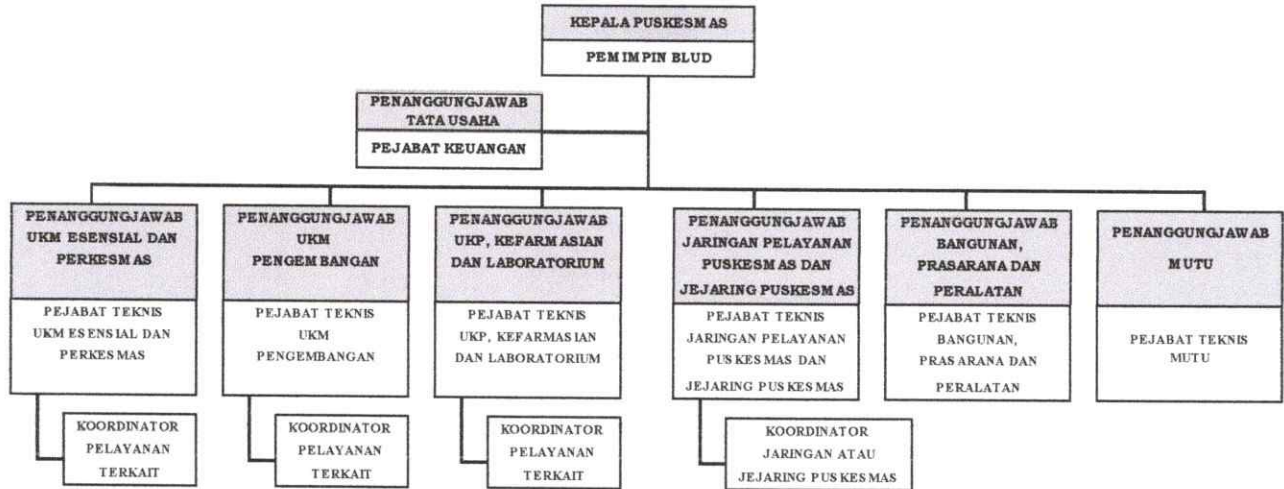 KEPALA PUSKESMAS
PEMIMPIN BLUD
PENANGGUNGJAWAB
TATA USAHA
PEJABAT KEUANGAN
PENANGGUNGJAWAB
UKM ESENSIAL DAN
PERKESMAS
PEJABAT TEKNIS
UKM ESENSIAL DAN
PERKESMAS
KOORDINATOR
PELAYANAN
TERKAIT
PENANGGUNGJAWAB
UKM
PENGEMBANGAN
PEJABAT TEKNIS
UKM
PENGEMBANGAN
KOORDINATOR
PELAYANAN
TERKAIT
PENANGGUNGJAWAB
UKP, KEFARMASIAN
DAN LABORATORIUM
PEJABAT TEKNIS
UKP, KEFARMASIAN
DAN LABORATORIUM
KOORDINATOR
PELAYANAN
TERKAIT
PENANGGUNGJAWAB
JARINGAN PELAYANAN
PUSKESMAS DAN
JEJARING PUSKESMAS
PEJABAT TEKNIS
JARINGAN PELAYANAN
PUSKESMAS DAN
JEJARING PUSKESMAS
KOORDINATOR
JARINGAN ATAU
JEJARING PUSKESMAS
PENANGGUNGJAWAB
BANGUNAN,
PRASARANA DAN
PERALATAN
PEJABAT TEKNIS
BANGUNAN,
PRASARANA DAN
PERALATAN
PENANGGUNGJAWAB
MUTU
PEJABAT TEKNIS
MUTU